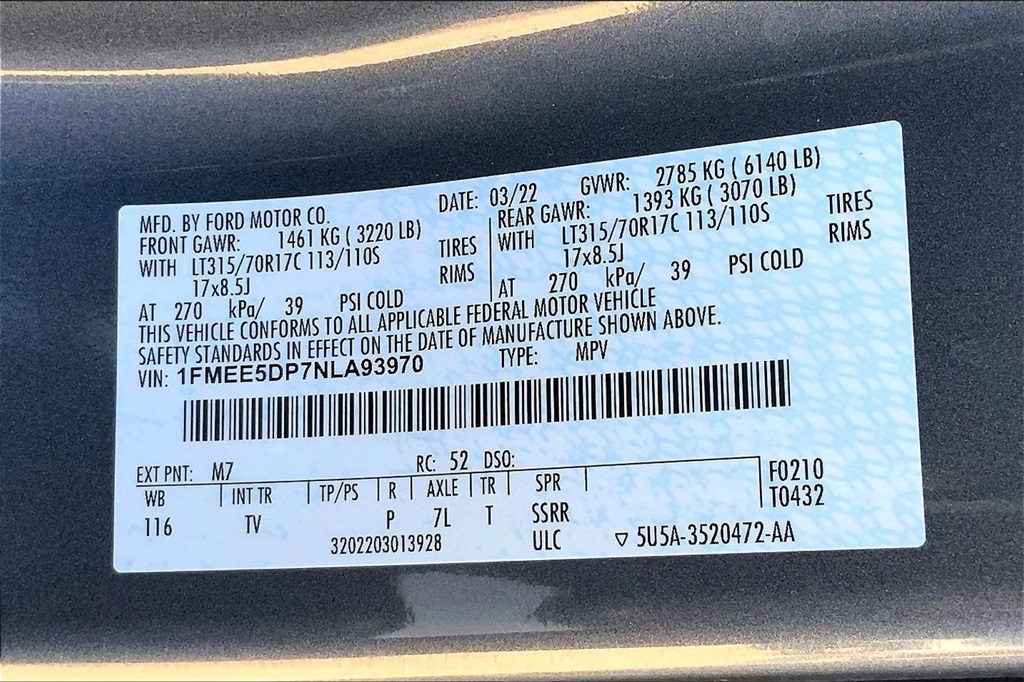 MFD. BY FORD MOTOR CO. DATE: 03/22 GVWR: 2785 KG ( 6140 LB)
FRONT GAWR: 1461 KG ( 3220 LB) REAR GAWR: 1393 KG ( 3070 LB)
WITH LT315/70R17C 113/110S TIRES WITH LT315/70R17C 113/110S TIRES
17x8.5J RIMS 17x8.5J RIMS
AT 270 kPa/ 39 PSI COLD AT 270 kPa/ 39 PSI COLD
THIS VEHICLE CONFORMS TO ALL APPLICABLE FEDERAL MOTOR VEHICLE
SAFETY STANDARDS IN EFFECT ON THE DATE OF MANUFACTURE SHOWN ABOVE.
VIN: 1FMEE5DP7NLA93970 TYPE: MPV
EXT PNT: M7 RC: 52 DSO:
WB INT TR TP/PS R AXLE TR SPR F0210
T0432
116 TV P 7L T SSRR
3202203013928 ULC ▽ 5U5A-3520472-AA